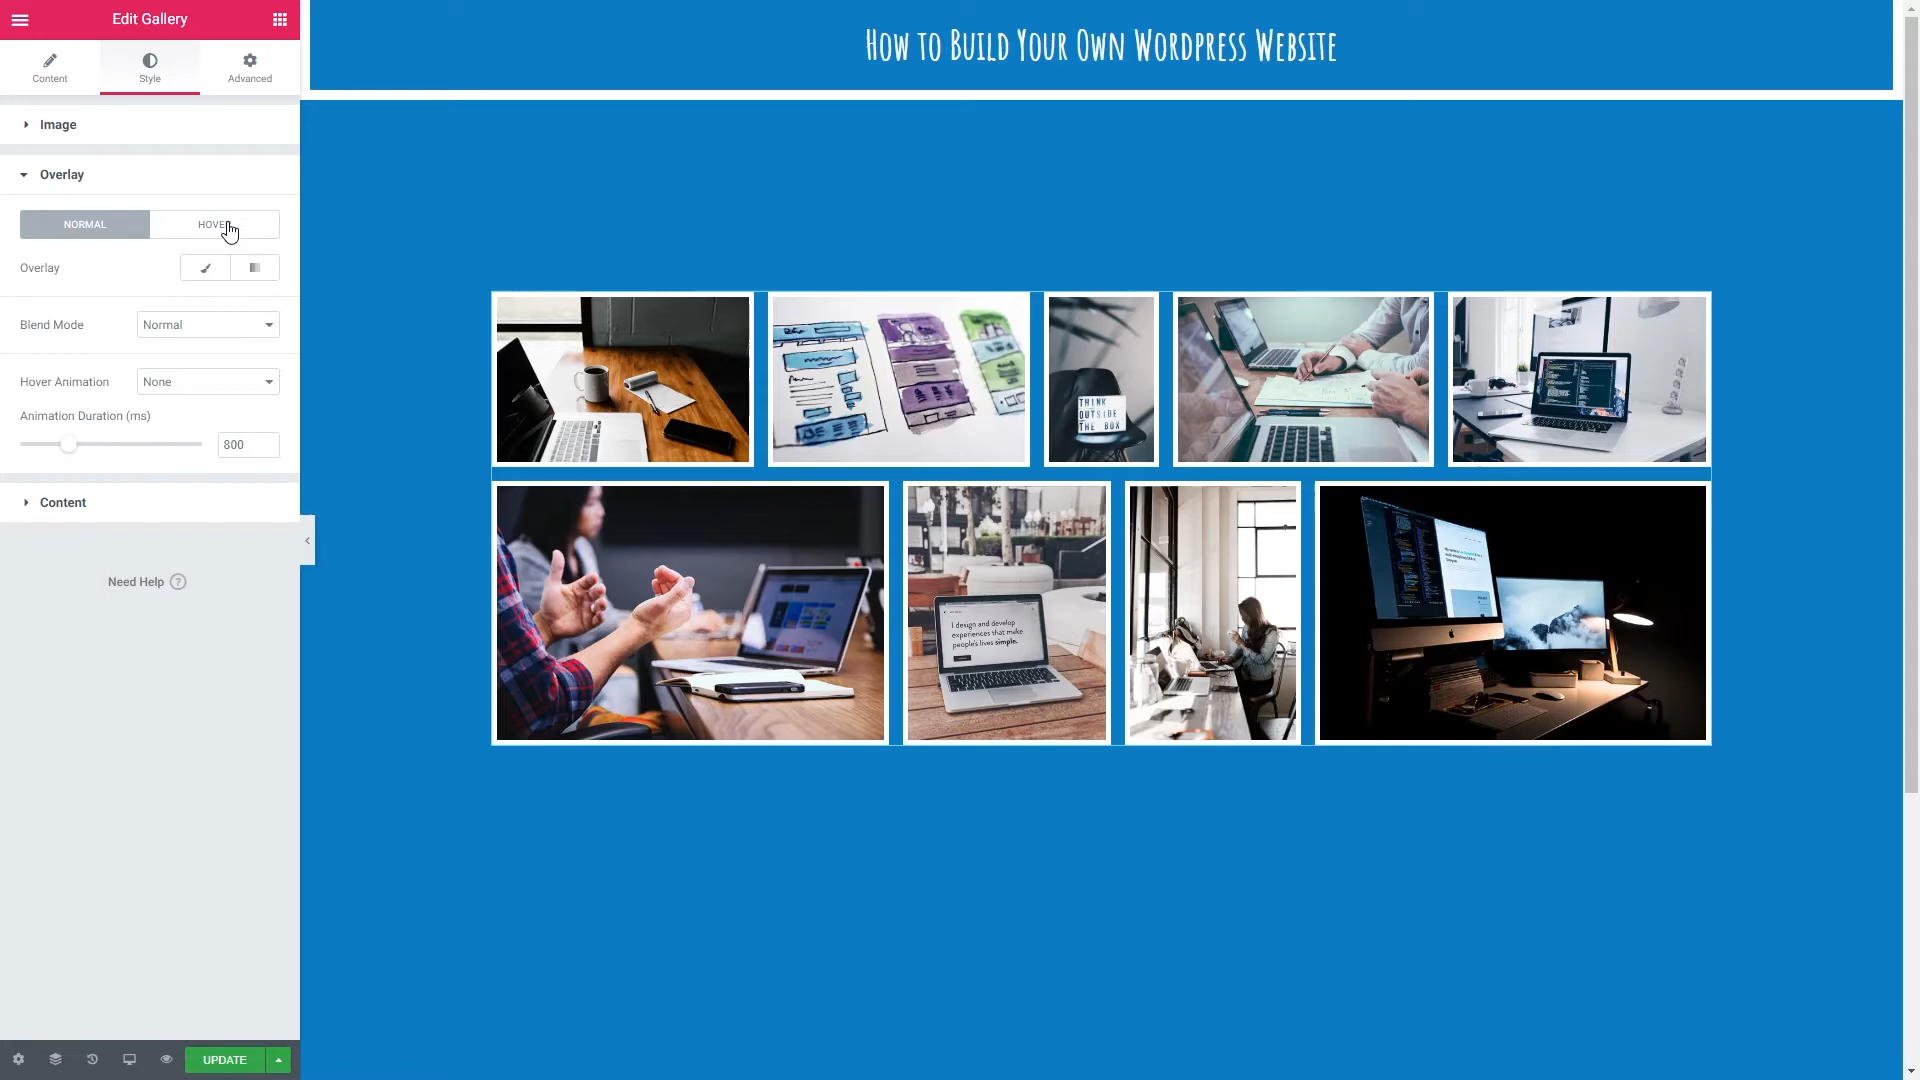 Edit Gallery
How to Build Your Own Wordpress Website
Content
Style
Advanced
Image
Overlay
NORMAL
HOVE
Overlay
Blend Mode
Normal
Hover Animation
None
Animation Duration (ms)
800
Content
Need Help ?
UPDATE
THINK
OUTSIDE
THE BOX
I design and develop
experiences that make
people's lives simple.